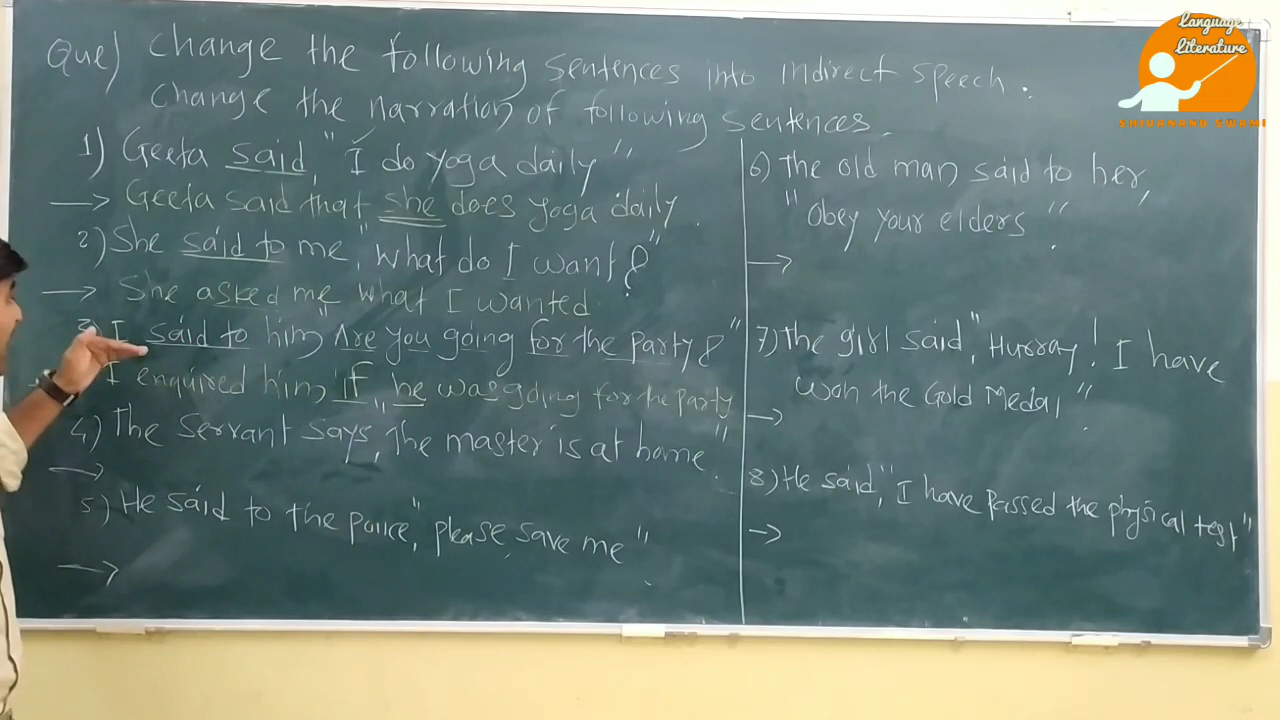 Que) Change the following sentences into indirect speech.
Change the narration of following sentences.
1) Geeta said, "I do yoga daily"
→ Geeta said that she does yoga daily.
2) She said to me, "what do I want?"
→ She asked me what I wanted
3) I said to him "Are you going for the party?"
I enquired him if he was going for the party
4) The servant says, "The master is at home."
→
5) He said to the police, "please save me".
→
6) The old man said to her,
"Obey your elders".
→
7) The girl said, "Hurray! I have
won the Gold Medal".
→
8) He said, "I have passed the physical test"
→
Language
Literature
SHIVANAND SWAMI